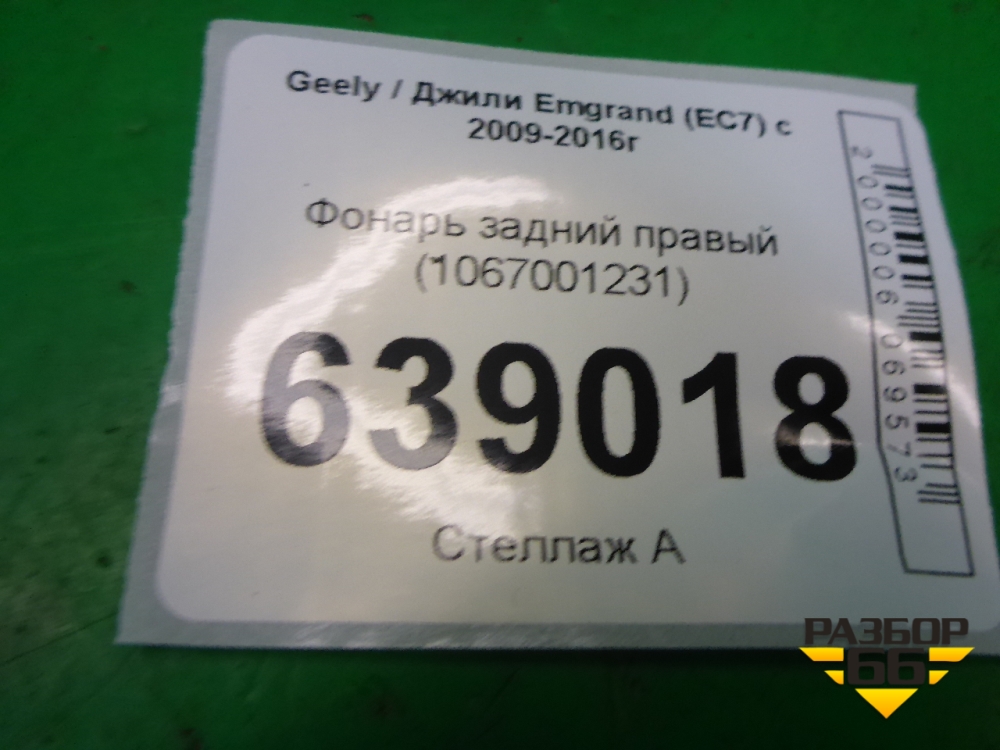 Geely / Джили Emgrand (EC7) с
2009-2016г
Фонарь задний правый
(1067001231)
639018
Стеллаж А
2000006069573
РАЗБОР
66